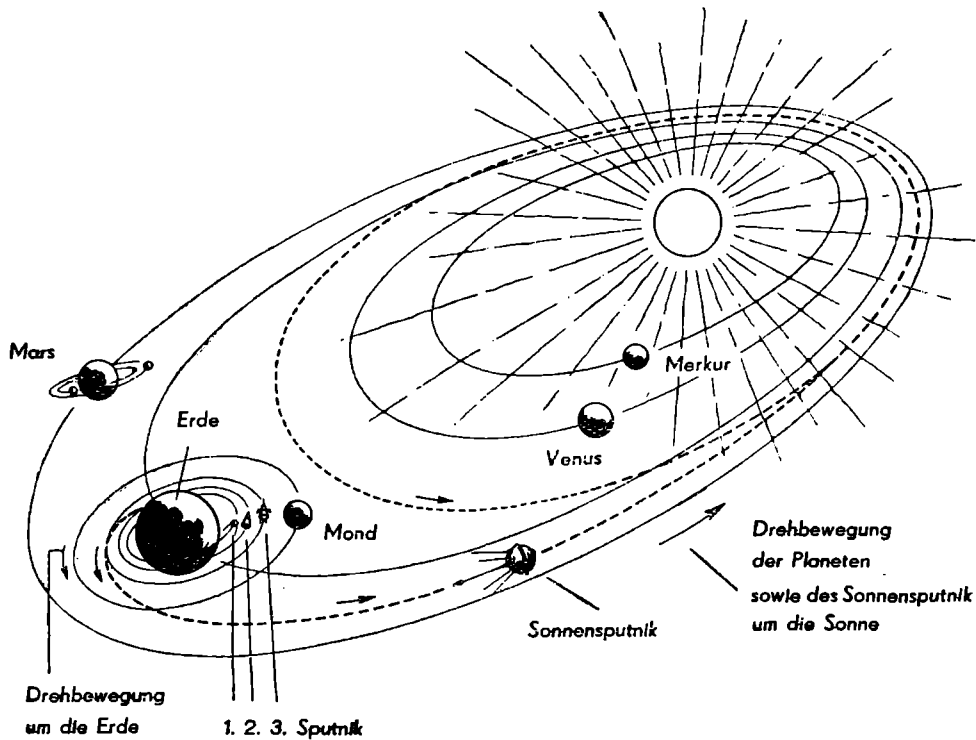 Mars
Erde
Merkur
Venus
Mond
Sonnensputnik
Drehbewegung
der Planeten
sowie des Sonnensputnik
um die Sonne
Drehbewegung
um die Erde
1. 2. 3. Sputnik